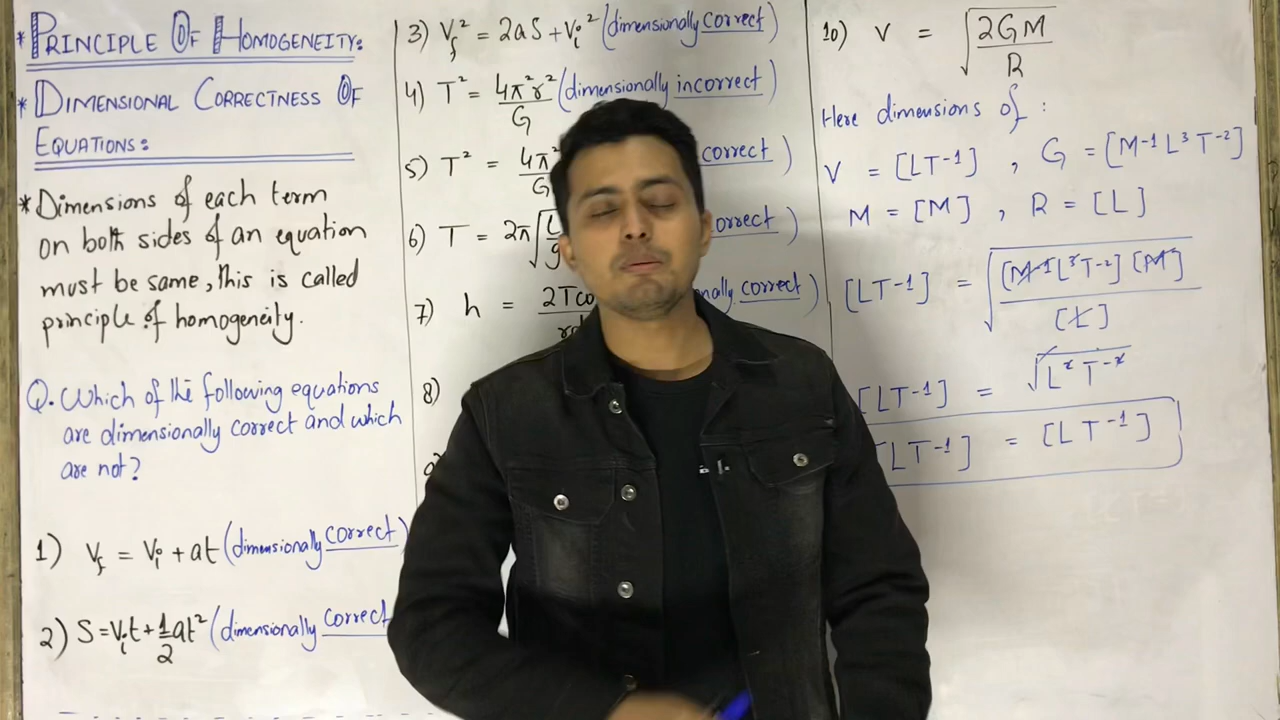 * PRINCIPLE OF HOMOGENEITY:
* DIMENSIONAL CORRECTNESS OF
EQUATIONS:
* Dimensions of each term
on both sides of an equation
must be same, this is called
principle of homogeneity.
Q. Which of the following equations
are dimensionally correct and which
are not?
1) Vf = Vi + at (dimensionally correct)
2) S = Vit + 1/2 at² (dimensionally correct
3) Vf² = 2aS + Vi² (dimensionally correct)
4) T² = 4π²r²/G (dimensionally incorrect)
5) T² = 4π²/G correct)
6) T = 2π√L/g correct)
7) h = 2Tco/ nally correct)
8)
10) V = √2GM/R
Here dimensions of :
V = [LT⁻¹] , G = [M⁻¹L³T⁻²]
M = [M] , R = [L]
[LT⁻¹] = √[M⁻¹L³T⁻²][M]/[L]
[LT⁻¹] = √L²T⁻²
[LT⁻¹] = [LT⁻¹]